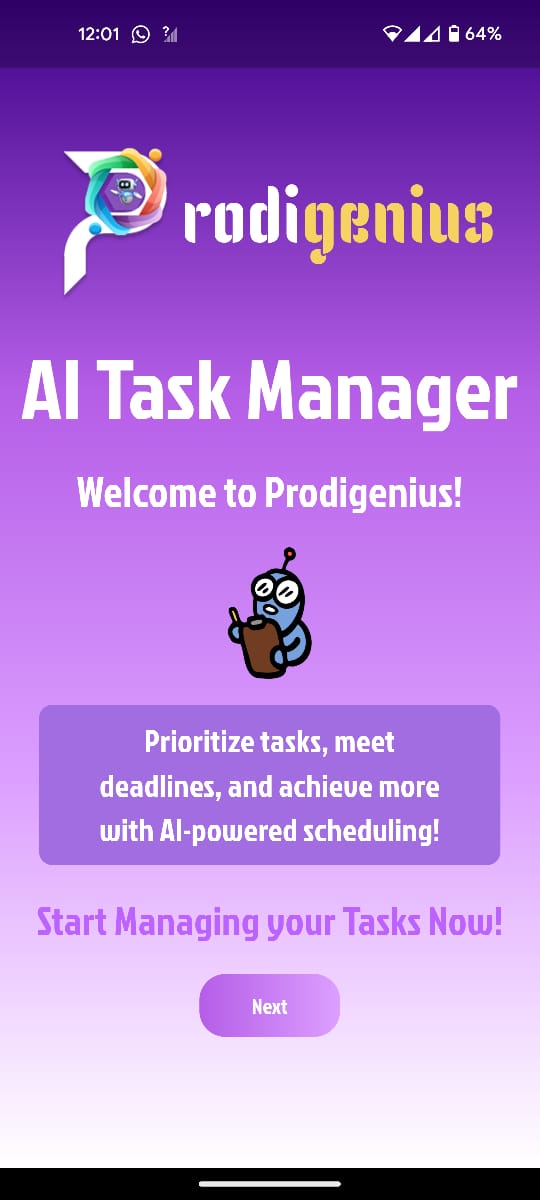 12:01
64%
Prodigenius
AI Task Manager
Welcome to Prodigenius!
Prioritize tasks, meet
deadlines, and achieve more
with AI-powered scheduling!
Start Managing your Tasks Now!
Next